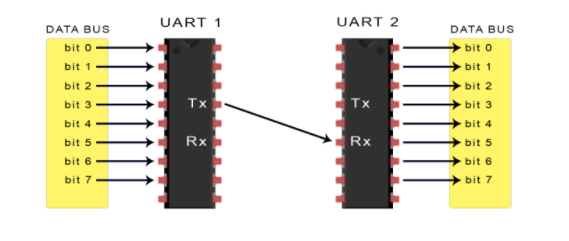 UART 1
UART 2
DATA BUS
bit 0
bit 1
bit 2
bit 3
bit 4
bit 5
bit 6
bit 7
Tx
Rx
Tx
Rx
DATA BUS
bit 0
bit 1
bit 2
bit 3
bit 4
bit 5
bit 6
bit 7